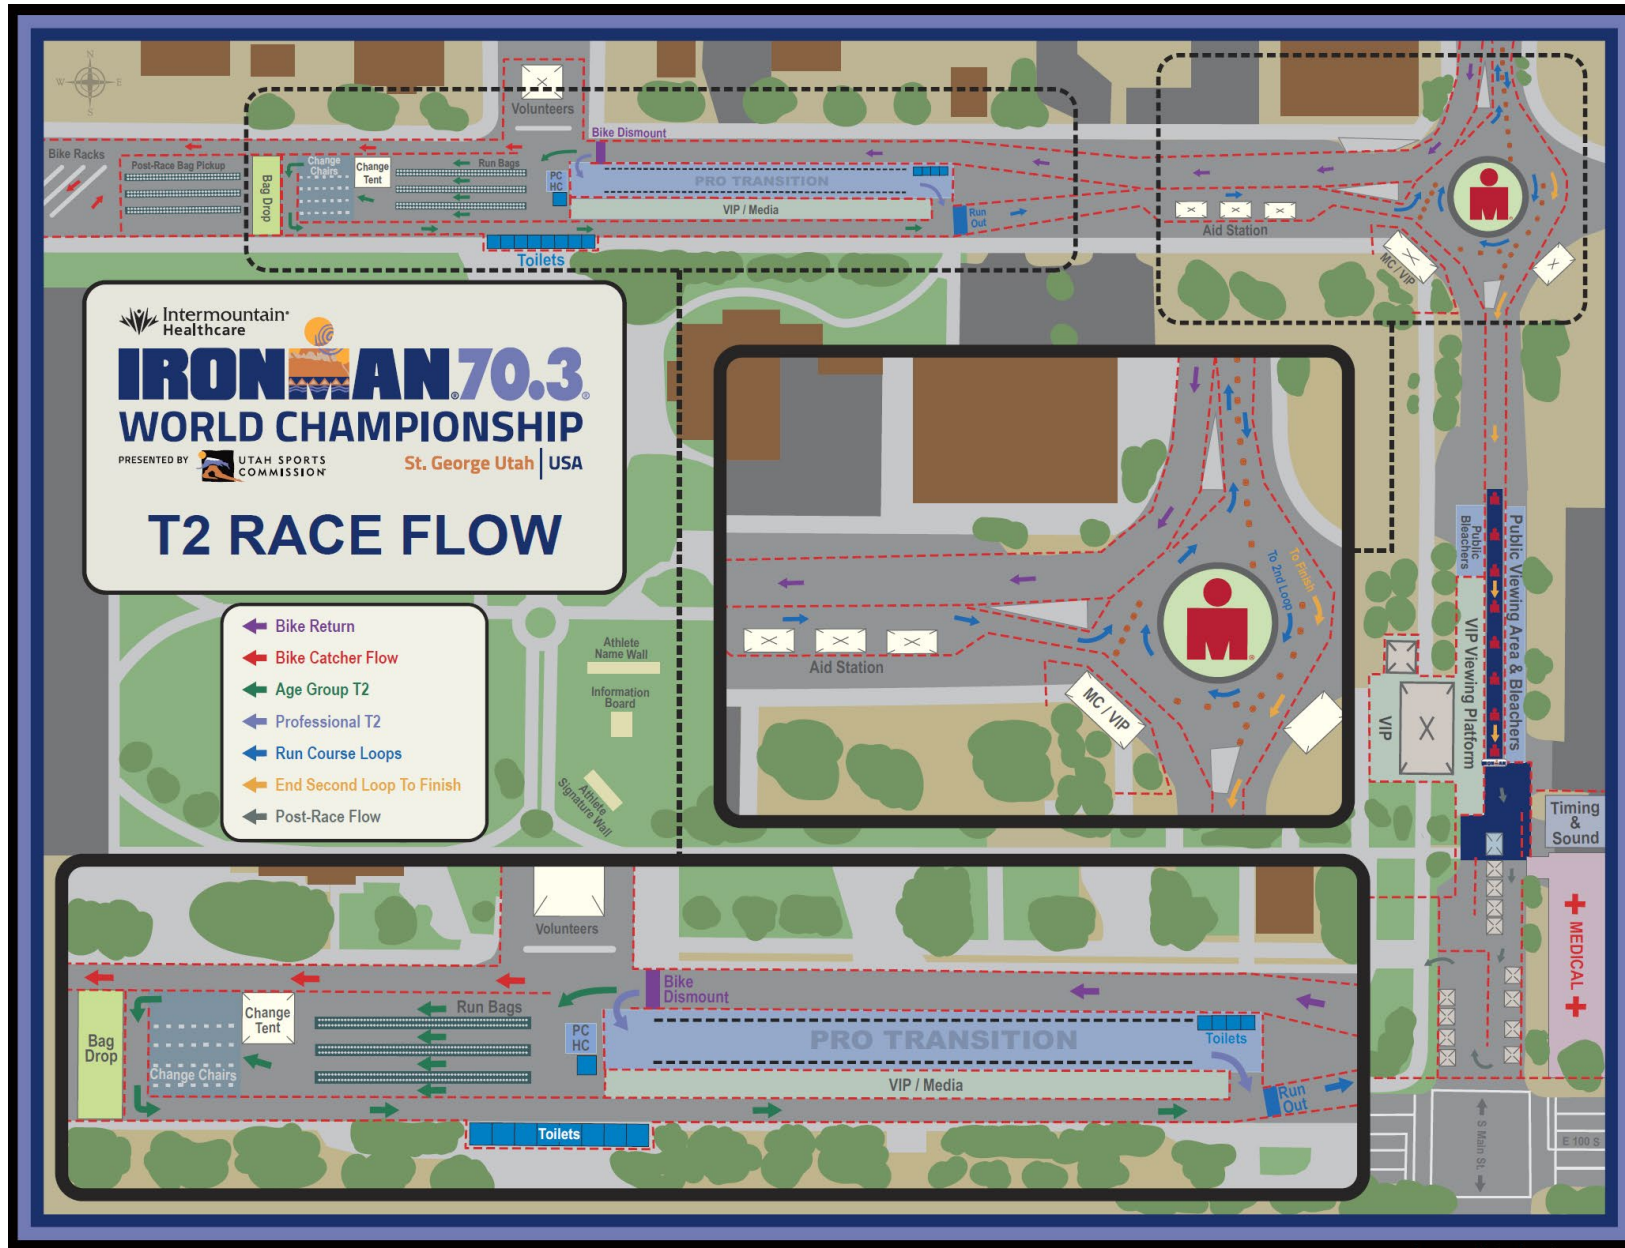 N
W
E
S
Volunteers
Bike Dismount
Bike Racks
Post-Race Bag Pickup
Bag Drop
Change
Chairs
Change
Tent
Run Bags
PC
HC
PRO TRANSITION
VIP / Media
Run
Out
Toilets
Aid Station
MC / VIP
Intermountain
Healthcare
IRONMAN 70.3
WORLD CHAMPIONSHIP
PRESENTED BY
UTAH SPORTS
COMMISSION
St. George Utah | USA
T2 RACE FLOW
Bike Return
Bike Catcher Flow
Age Group T2
Professional T2
Run Course Loops
End Second Loop To Finish
Post-Race Flow
Athlete
Name Wall
Information
Board
Athlete
Signature Wall
To Finish
To 2nd Loop
Aid Station
MC / VIP
Public
Bleachers
Public Viewing Area & Bleachers
VIP Viewing Platform
VIP
IRONMAN
Timing
&
Sound
MEDICAL
S Main St.
E 100 S
Volunteers
Bike
Dismount
Run Bags
Change
Tent
Bag
Drop
Change Chairs
PC
HC
PRO TRANSITION
Toilets
VIP / Media
Run
Out
Toilets